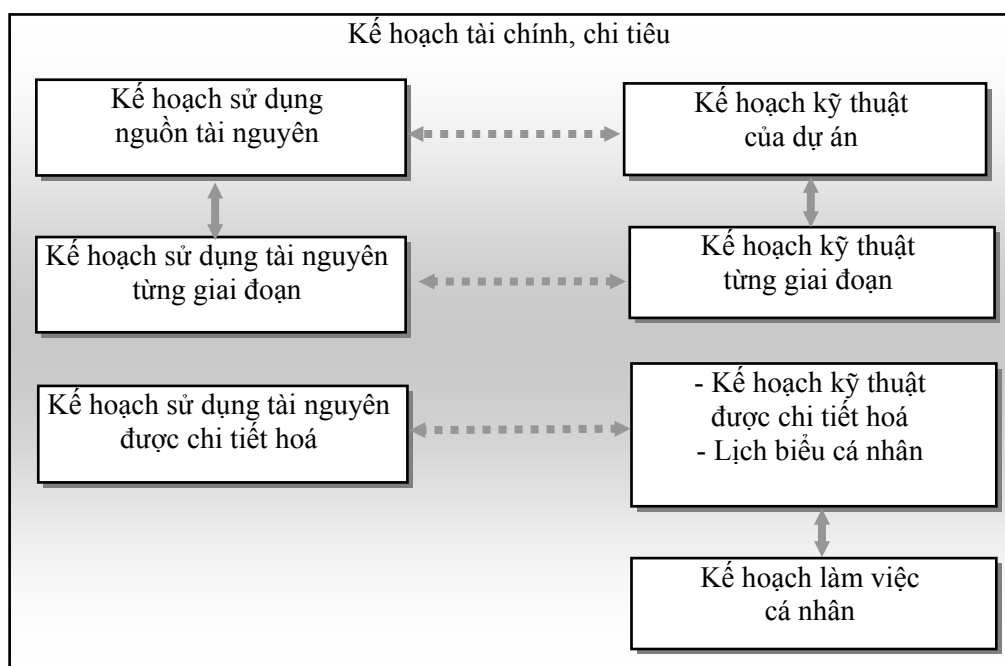 Kế hoạch tài chính, chi tiêu
Kế hoạch sử dụng
nguồn tài nguyên
Kế hoạch kỹ thuật
của dự án
Kế hoạch sử dụng tài nguyên
từng giai đoạn
Kế hoạch kỹ thuật
từng giai đoạn
Kế hoạch sử dụng tài nguyên
được chi tiết hoá
- Kế hoạch kỹ thuật
được chi tiết hoá
- Lịch biểu cá nhân
Kế hoạch làm việc
cá nhân